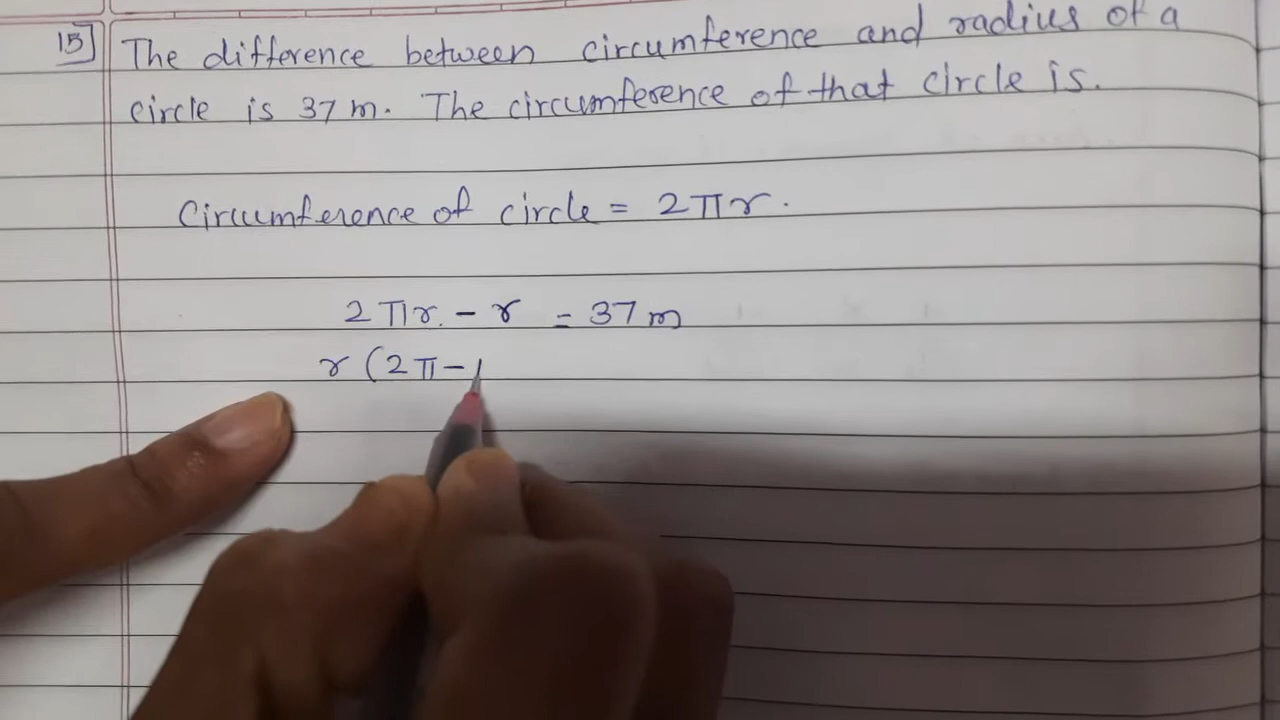 15] The difference between circumference and radius of a
circle is 37 m. The circumference of that circle is.
Circumference of circle = 2πr.
2πr. - r = 37 m
r (2π - 1